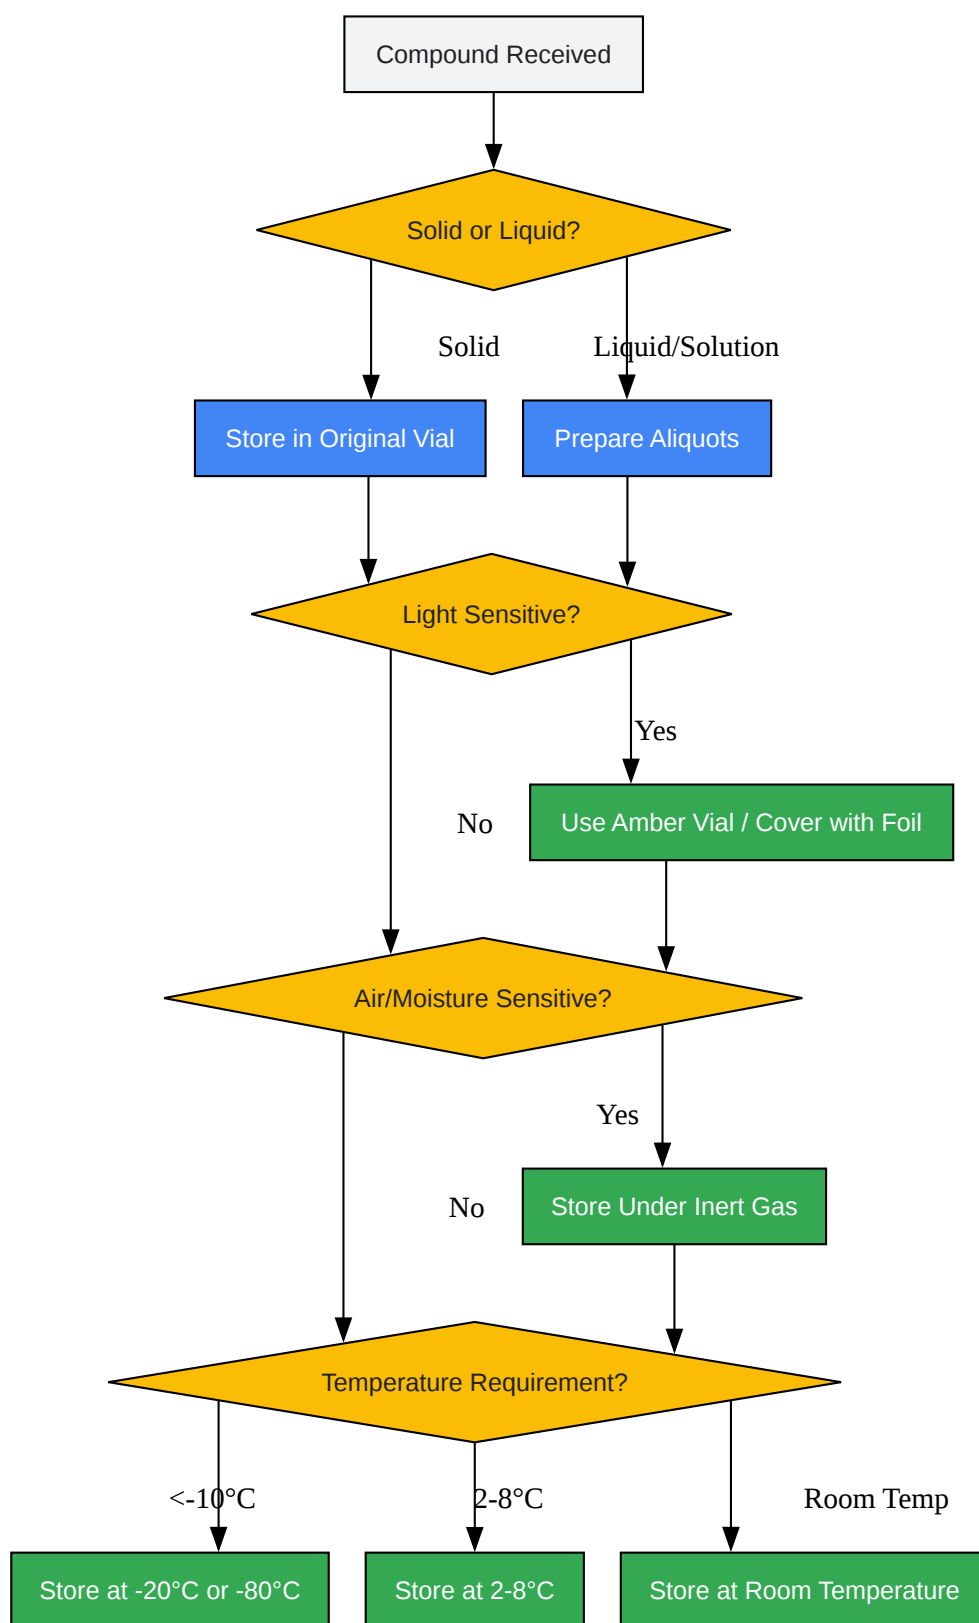 Compound Received
Solid or Liquid?
Solid
Liquid/Solution
Store in Original Vial
Prepare Aliquots
Light Sensitive?
Yes
No
Use Amber Vial / Cover with Foil
Air/Moisture Sensitive?
Yes
No
Store Under Inert Gas
Temperature Requirement?
<-10°C
2-8°C
Room Temp
Store at -20°C or -80°C
Store at 2-8°C
Store at Room Temperature